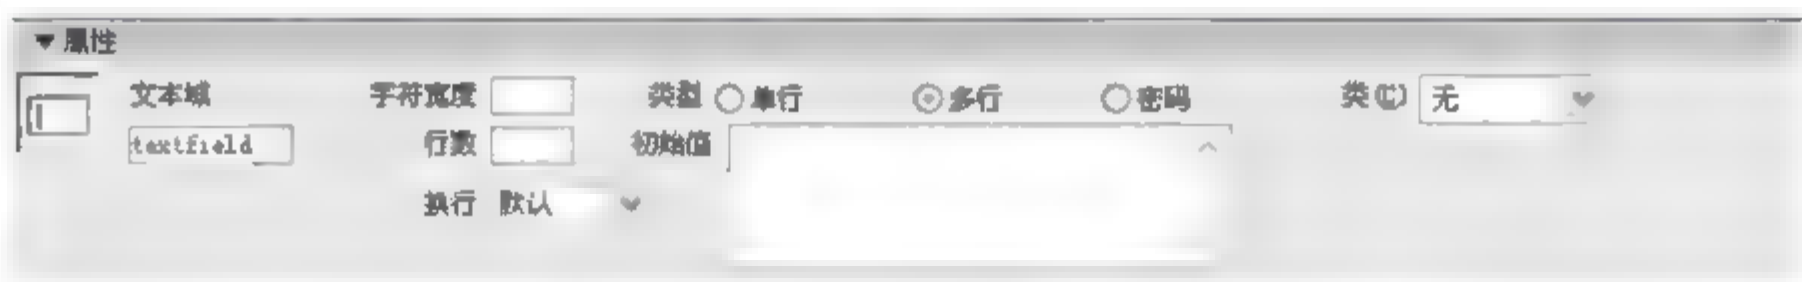 属性
文本域 字符宽度 类型 单行 多行 密码 类(C) 无
textfield 行数 初始值
换行 默认